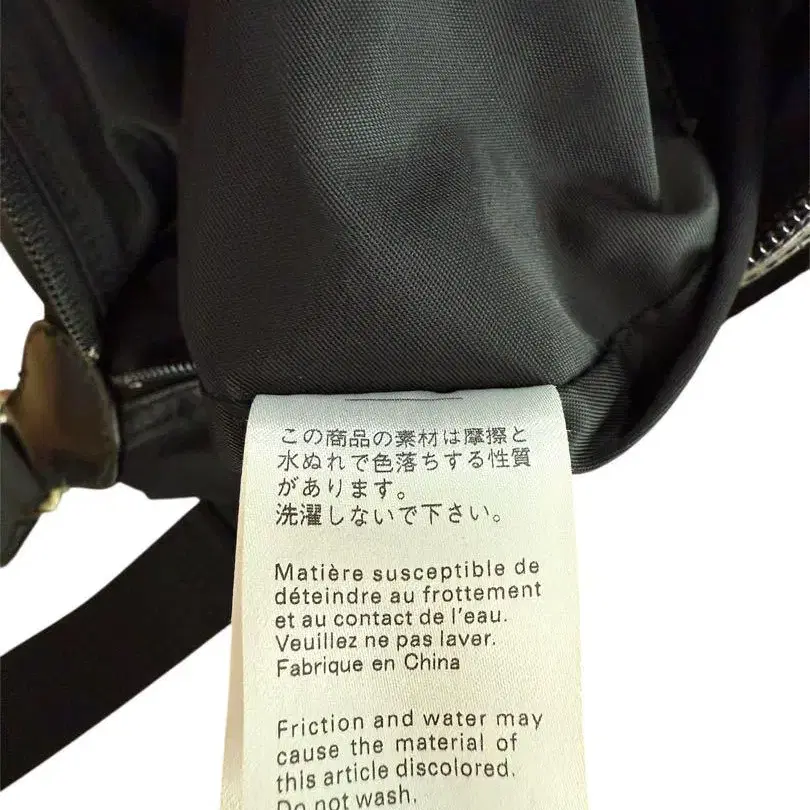 この商品の素材は摩擦と
水ぬれで色落ちする性質
があります。
洗濯しないで下さい。
Matière susceptible de
déteindre au frottement
et au contact de l'eau.
Veuillez ne pas laver.
Fabrique en China
Friction and water may
cause the material of
this article discolored.
Do not wash.